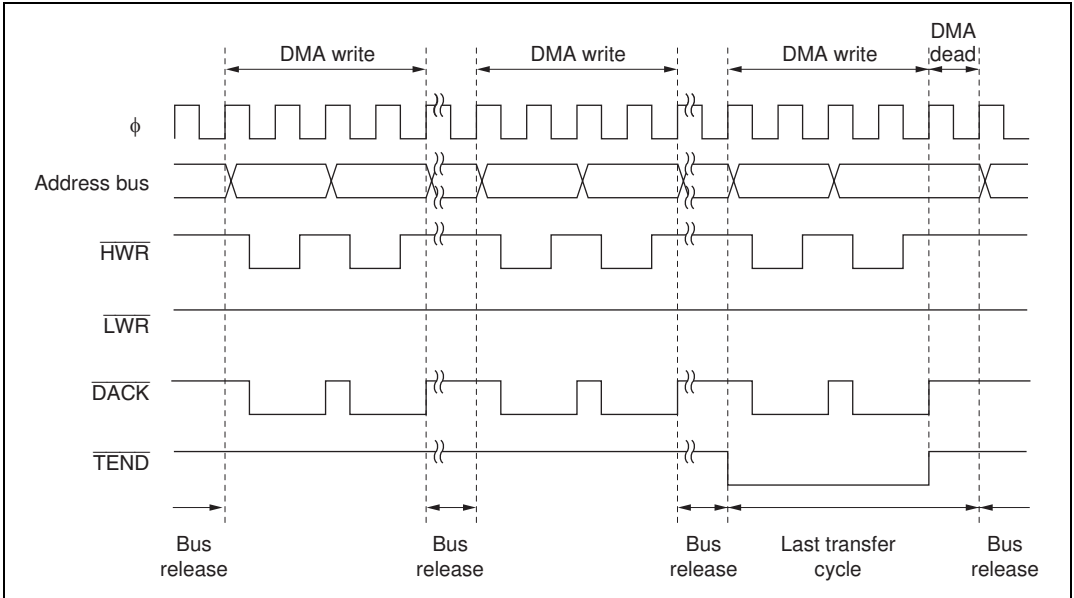 DMA write
DMA write
DMA write
DMA
dead
φ
Address bus
HWR
LWR
DACK
TEND
Bus
release
Bus
release
Bus
release
Last transfer
cycle
Bus
release